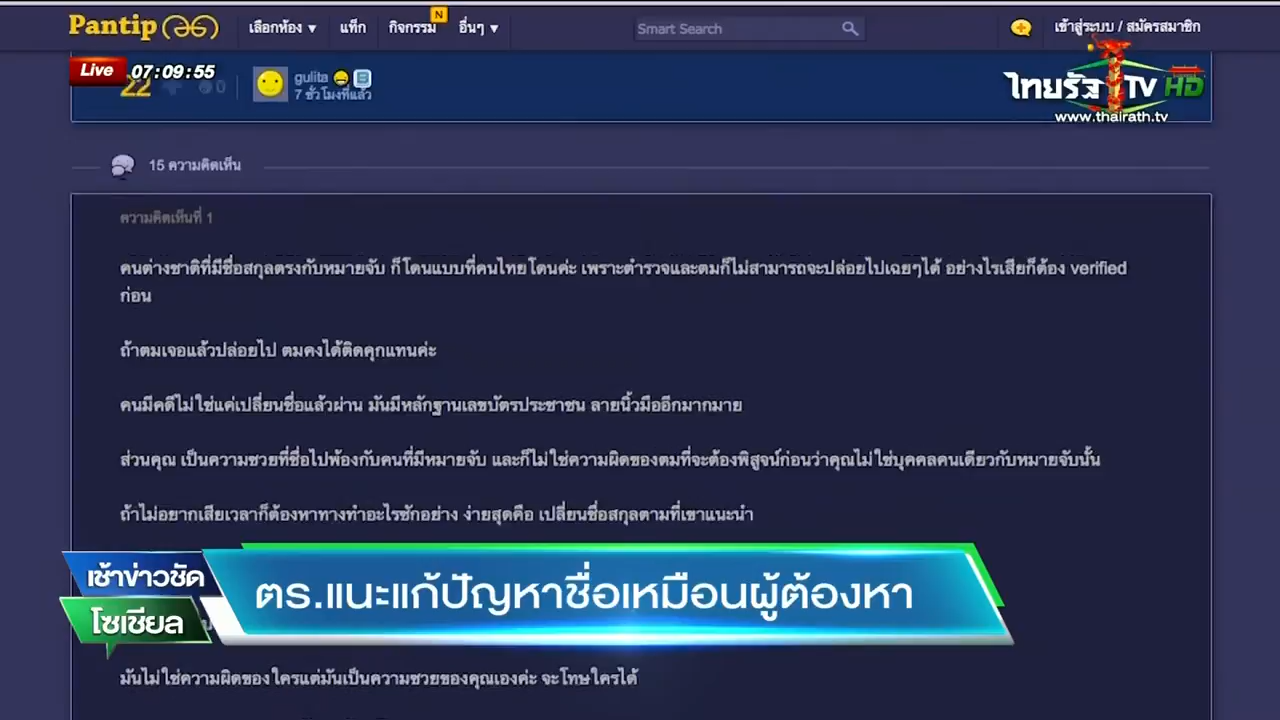 Pantip
เลือกห้อง ▼ แท็ก กิจกรรม N อื่นๆ ▼ Smart Search เข้าสู่ระบบ / สมัครสมาชิก
Live 07:09:55
22 0 gulita
7 ชั่วโมงที่แล้ว
ไทยรัฐ TV HD
www.thairath.tv
15 ความคิดเห็น
ความคิดเห็นที่ 1
คนต่างชาติที่มีชื่อสกุลตรงกับหมายจับ ก็โดนแบบที่คนไทยโดนค่ะ เพราะตำรวจและตมก็ไม่สามารถจะปล่อยไปเฉยๆได้ อย่างไรเสียก็ต้อง verified
ก่อน
ถ้าตมเจอแล้วปล่อยไป ตมคงได้ติดคุกแทนค่ะ
คนมีคดีไม่ใช่แค่เปลี่ยนชื่อแล้วผ่าน มันมีหลักฐานเลขบัตรประชาชน ลายนิ้วมืออีกมากมาย
ส่วนคุณ เป็นความซวยที่ชื่อไปพ้องกับคนที่มีหมายจับ และก็ไม่ใช่ความผิดของตมที่จะต้องพิสูจน์ก่อนว่าคุณไม่ใช่บุคคลคนเดียวกับหมายจับนั้น
ถ้าไม่อยากเสียเวลาก็ต้องหาทางทำอะไรซักอย่าง ง่ายสุดคือ เปลี่ยนชื่อสกุลตามที่เขาแนะนำ
เช้าข่าวชัด
โซเชียล
ตร.แนะแก้ปัญหาชื่อเหมือนผู้ต้องหา
มันไม่ใช่ความผิดของใครแต่มันเป็นความซวยของคุณเองค่ะ จะโทษใครได้